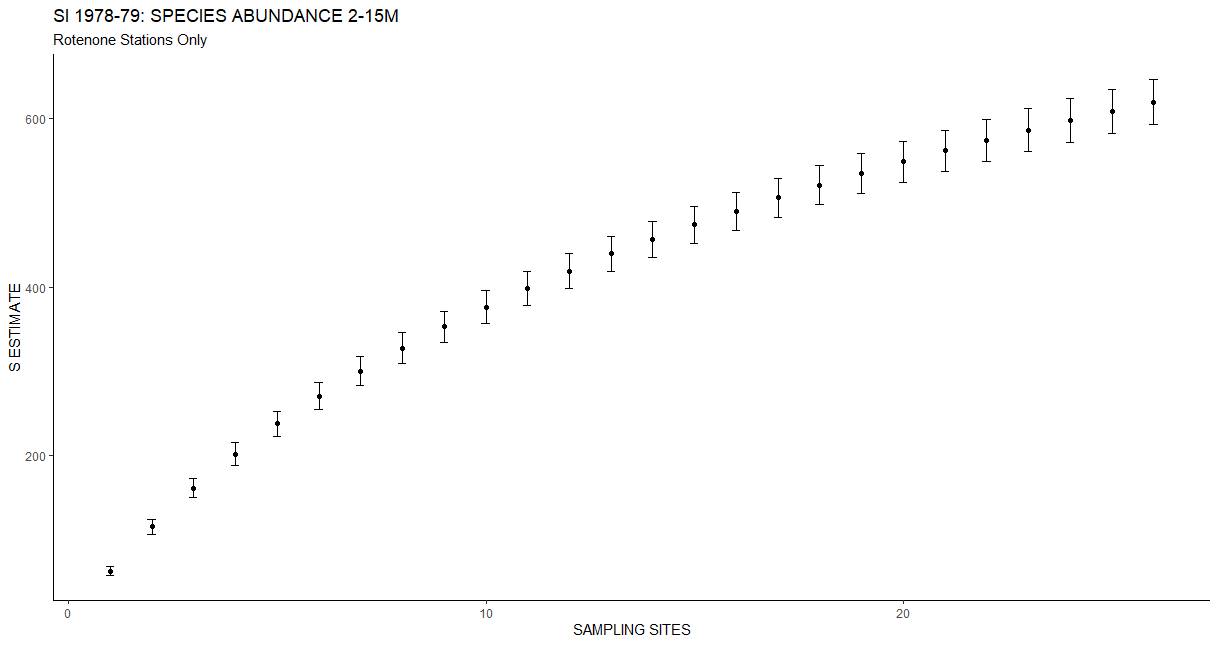 SI 1978-79: SPECIES ABUNDANCE 2-15M
Rotenone Stations Only
600
400
200
S ESTIMATE
0
10
20
SAMPLING SITES